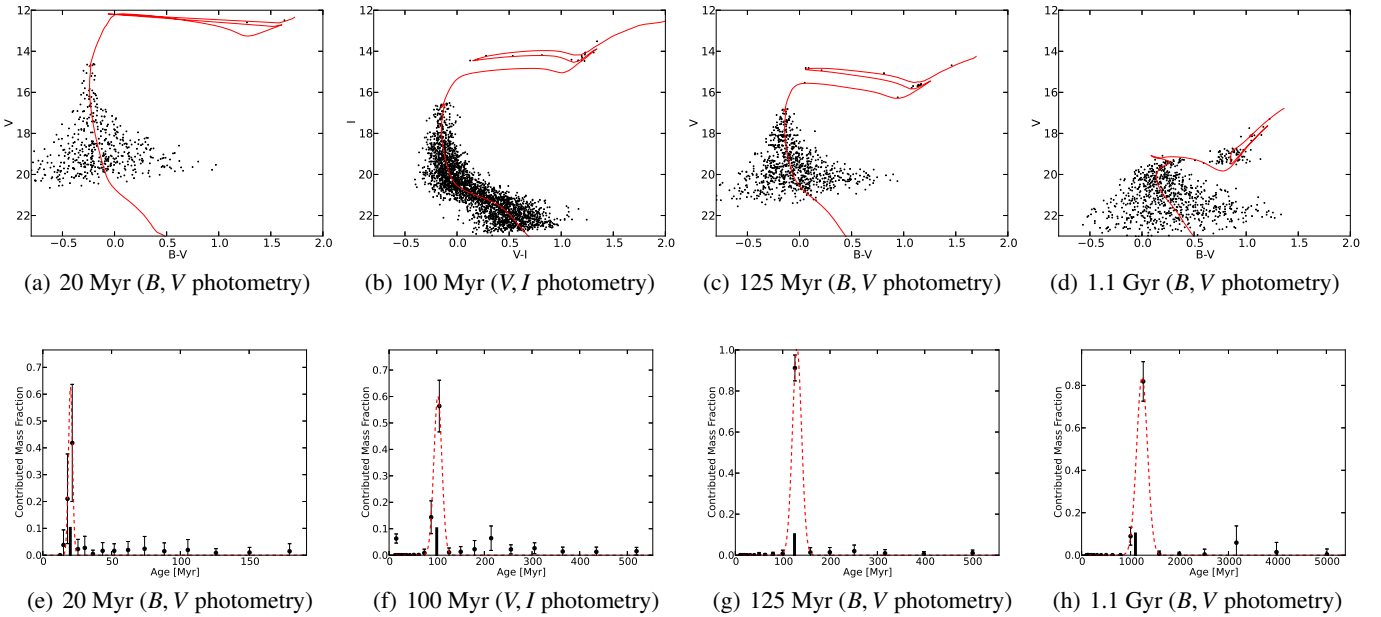 12
14
16
18
20
22
V
−0.5 0.0 0.5 1.0 1.5 2.0
B-V
12
14
16
18
20
22
I
−0.5 0.0 0.5 1.0 1.5 2.0
V-I
12
14
16
18
20
22
V
−0.5 0.0 0.5 1.0 1.5 2.0
B-V
12
14
16
18
20
22
V
−0.5 0.0 0.5 1.0 1.5 2.0
B-V
(a) 20 Myr (B, V photometry)
(b) 100 Myr (V, I photometry)
(c) 125 Myr (B, V photometry)
(d) 1.1 Gyr (B, V photometry)
0.7
0.6
0.5
0.4
0.3
0.2
0.1
0.0
Contributed Mass Fraction
0 50 100 150
Age [Myr]
0.7
0.6
0.5
0.4
0.3
0.2
0.1
0.0
Contributed Mass Fraction
0 100 200 300 400 500
Age [Myr]
1.0
0.8
0.6
0.4
0.2
0.0
Contributed Mass Fraction
0 100 200 300 400 500
Age [Myr]
0.8
0.6
0.4
0.2
0.0
Contributed Mass Fraction
0 1000 2000 3000 4000 5000
Age [Myr]
(e) 20 Myr (B, V photometry)
(f) 100 Myr (V, I photometry)
(g) 125 Myr (B, V photometry)
(h) 1.1 Gyr (B, V photometry)